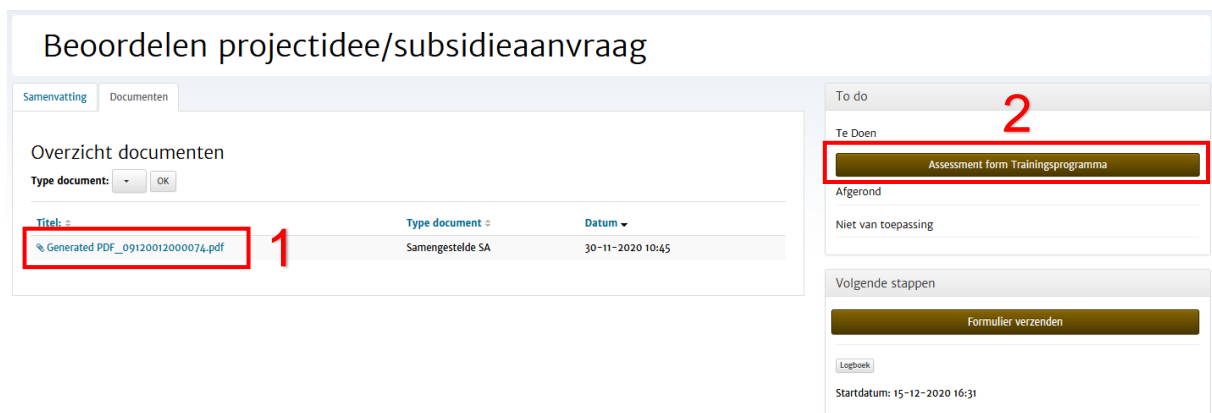 Beoordelen projectidee/subsidieaanvraag
Samenvatting Documenten
Overzicht documenten
Type document: OK
Titel: Type document Datum
Generated PDF_09120012000074.pdf Samengestelde SA 30-11-2020 10:45
1
To do
2
Te Doen
Assessment form Trainingsprogramma
Afgerond
Niet van toepassing
Volgende stappen
Formulier verzenden
Logboek
Startdatum: 15-12-2020 16:31